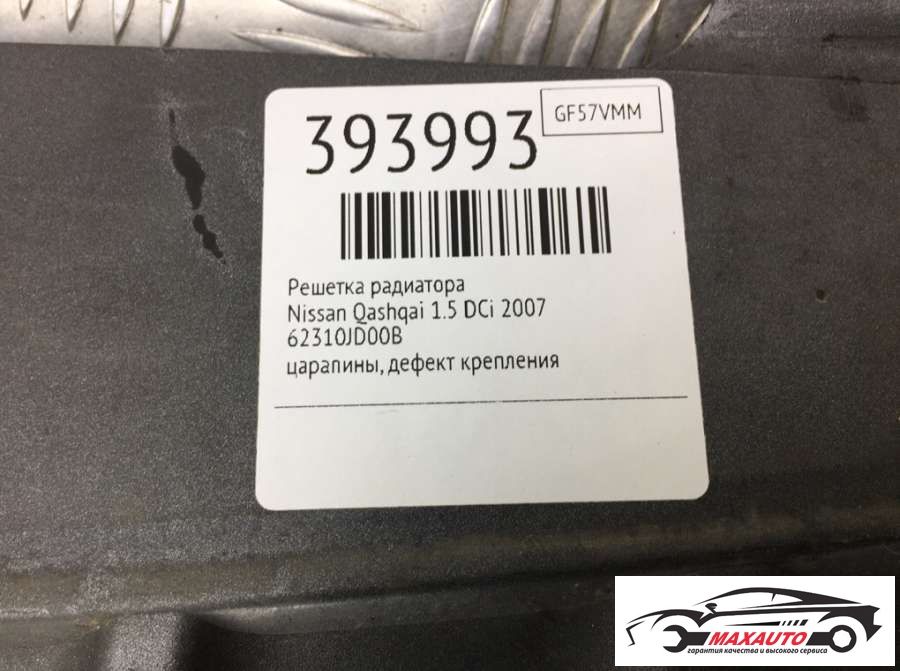 393993
GF57VMM
Решетка радиатора
Nissan Qashqai 1.5 DCi 2007
62310JD00B
царапины, дефект крепления
MAXAUTO
гарантия качества и высокого сервиса